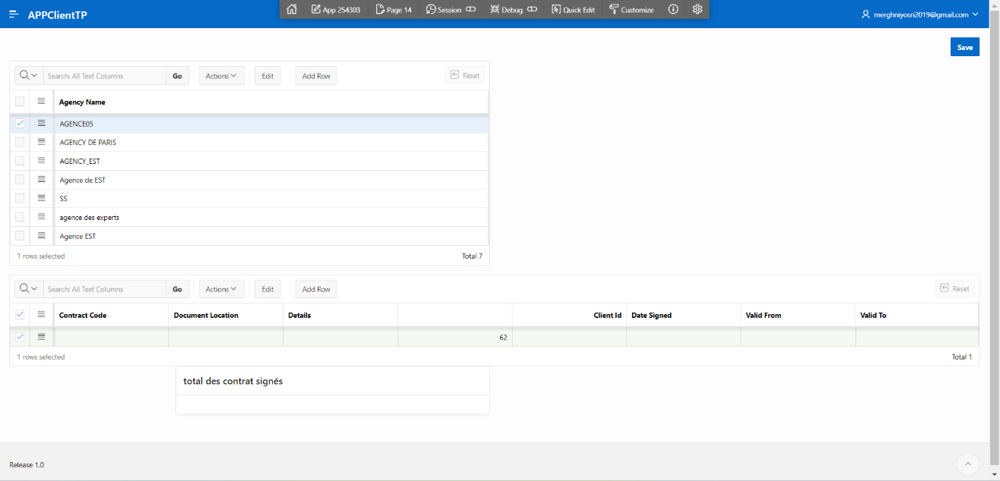 APPClientTP
App 254303 Page 14 Session Debug Quick Edit Customize
merghniyosri2019@gmail.com
Save
Search: All Text Columns Go Actions Edit Add Row Reset
Agency Name
AGENCE05
AGENCY DE PARIS
AGENCY_EST
Agence de EST
SS
agence des experts
Agence EST
1 rows selected Total 7
Search: All Text Columns Go Actions Edit Add Row Reset
Contract Code Document Location Details Client Id Date Signed Valid From Valid To
62
1 rows selected Total 1
total des contrat signés
Release 1.0